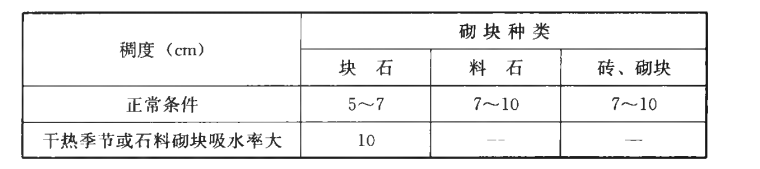 稠度（cm） 砌块种类
块 石 料 石 砖、砌块
正常条件 5～7 7～10 7～10
干热季节或石料砌块吸水率大 10 — —